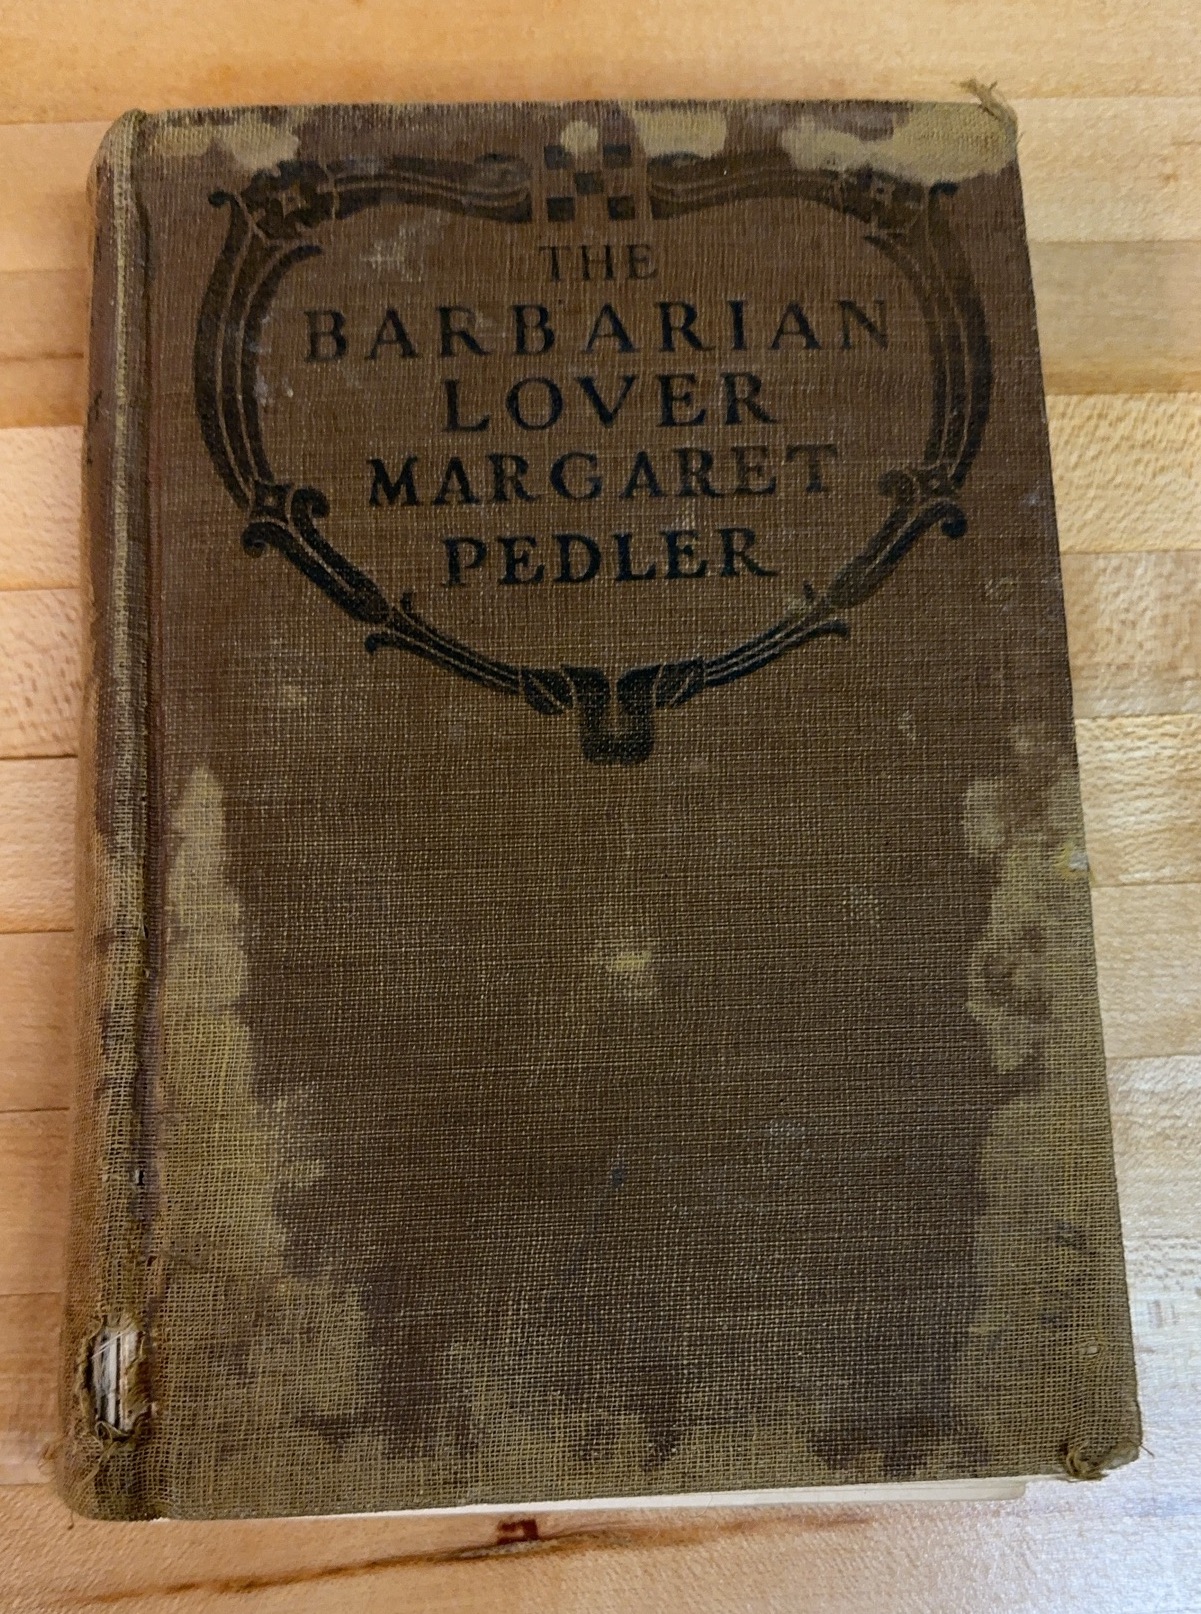 THE
BARBARIAN
LOVER
MARGARET
PEDLER